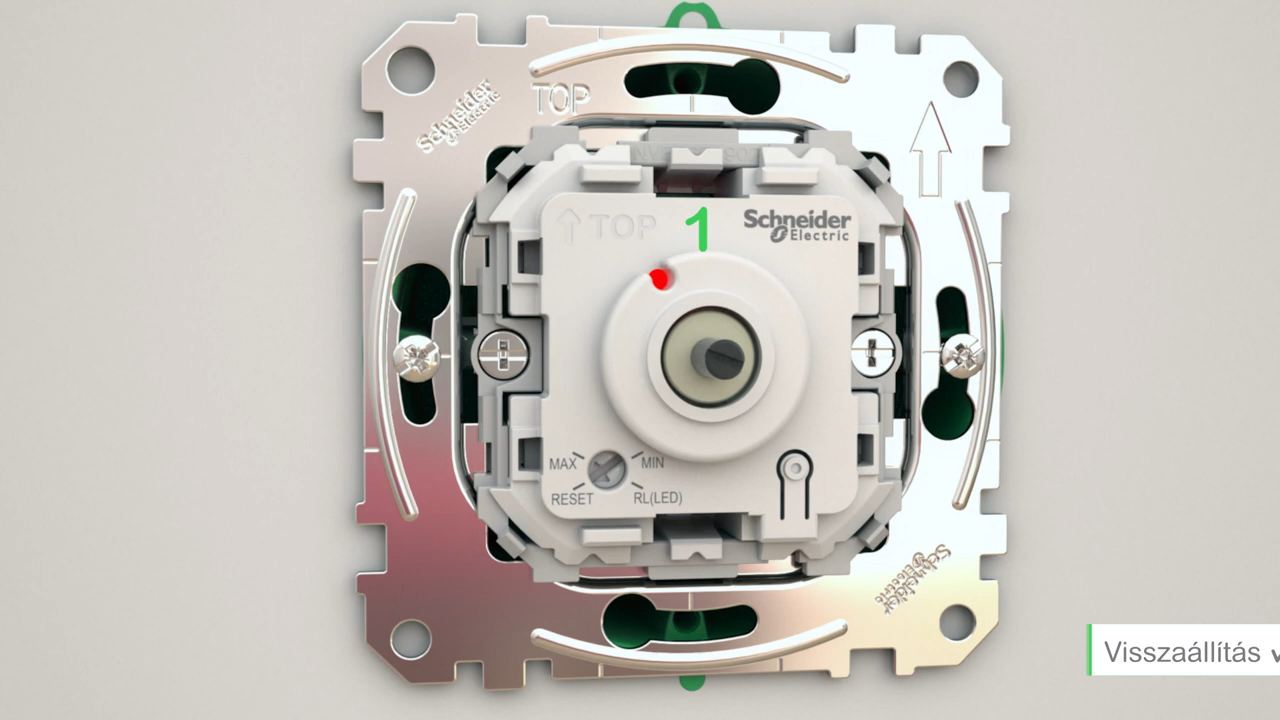 Schneider
Electric
TOP
TOP
1
Schneider
Electric
MAX
MIN
RESET
RL(LED)
Schneider
Electric
Visszaállítás